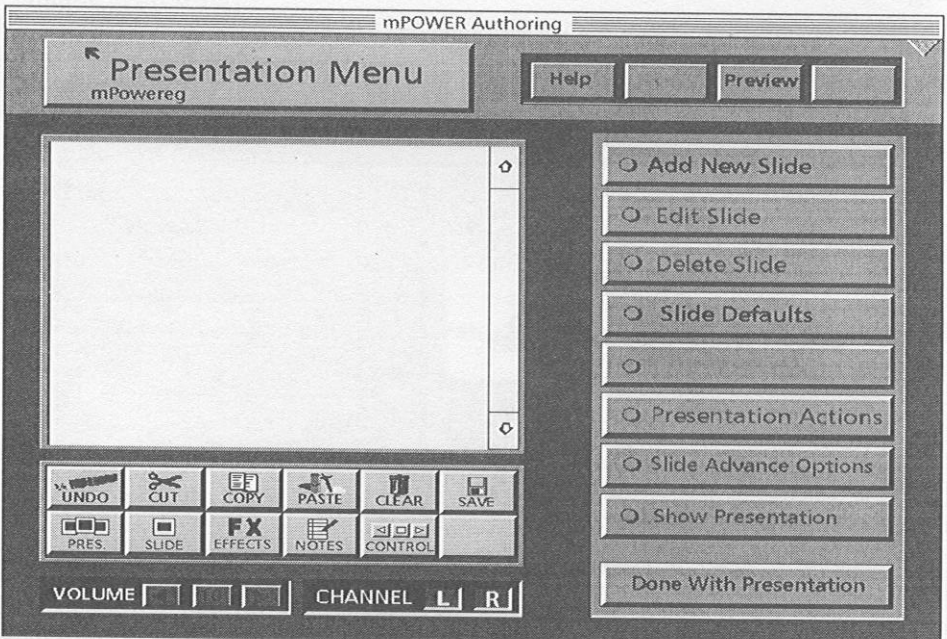 mPOWER Authoring
Presentation Menu
mPowereg
Help
Preview
Add New Slide
Edit Slide
Delete Slide
Slide Defaults
Presentation Actions
Slide Advance Options
Show Presentation
Done With Presentation
UNDO CUT COPY PASTE CLEAR SAVE
PRES. SLIDE FX EFFECTS NOTES CONTROL
VOLUME
CHANNEL L R